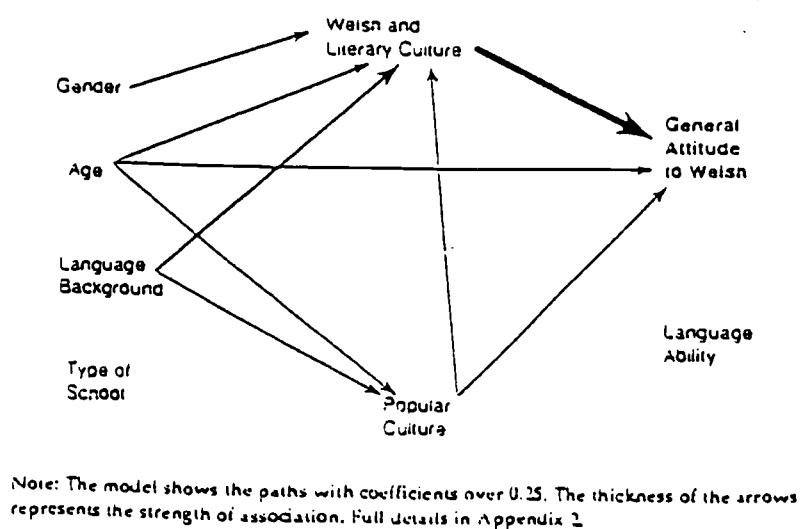 Welsh and
Literary Culture
Gender
General
Attitude
to Welsh
Age
Language
Background
Language
Ability
Type of
School
Popular
Culture
Note: The model shows the paths with coefficients over 0.25. The thickness of the arrows
represents the strength of association. Full details in Appendix 2